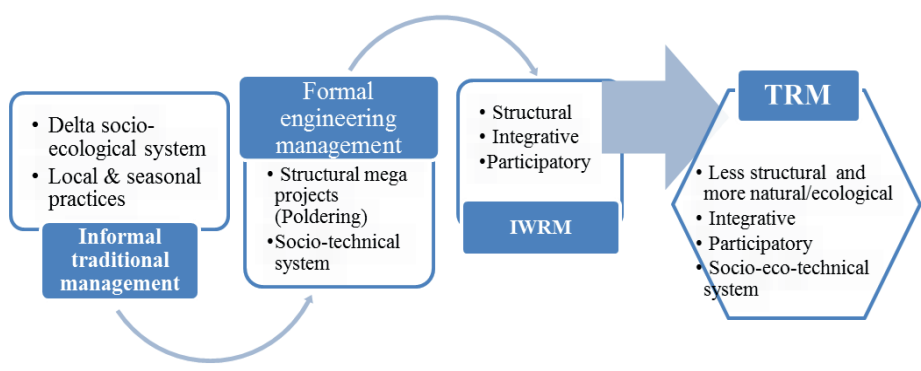 • Delta socio-
ecological system
• Local & seasonal
practices
Informal
traditional
management
Formal
engineering
management
• Structural mega
projects
(Poldering)
•Socio-technical
system
• Structural
• Integrative
•Participatory
IWRM
TRM
• Less structural and
more natural/ecological
• Integrative
• Participatory
• Socio-eco-technical
system